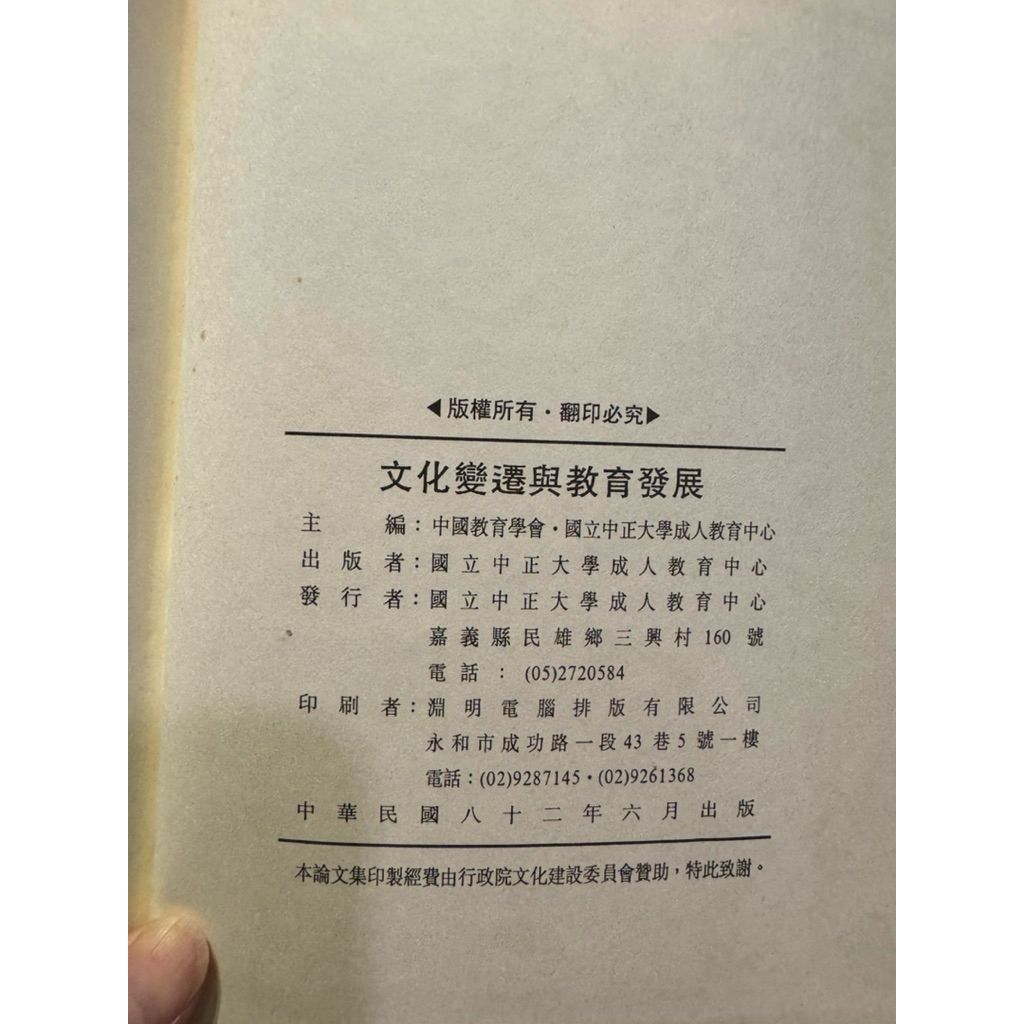 ◀版權所有・翻印必究▶
文化變遷與教育發展
主編：中國教育學會・國立中正大學成人教育中心
出版者：國立中正大學成人教育中心
發行者：國立中正大學成人教育中心
嘉義縣民雄鄉三興村 160 號
電話：(05)2720584
印刷者：淵明電腦排版有限公司
永和市成功路一段 43 巷 5 號一樓
電話：(02)9287145・(02)9261368
中華民國八十二年六月出版
本論文集印製經費由行政院文化建設委員會贊助，特此致謝。